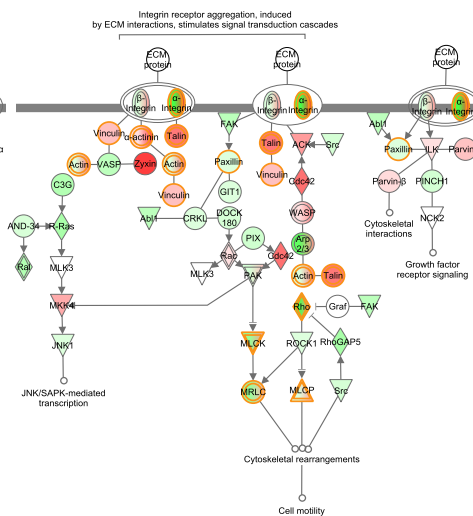 Integrin receptor aggregation, induced
by ECM interactions, stimulates signal transduction cascades
ECM
protein
ECM
protein
ECM
protein
β-
Integrin
α-
Integrin
β-
Integrin
α-
Integrin
β-
Integrin
α-
Integrin
Vinculin
α-actinin
Talin
FAK
Talin
ACK
Src
Abl1
Paxillin
ILK
Parvin
Actin
VASP
Zyxin
Actin
Paxillin
Vinculin
Cdc42
Parvin-β
PINCH1
C3G
Vinculin
GIT1
Abl1
CRKL
DOCK
180
WASP
Cytoskeletal
interactions
NCK2
AND-34
R-Ras
PIX
Arp
2/3
Growth factor
receptor signaling
Ral
MLK3
MLK3
Rac
PAK
Cdc42
Actin
Talin
MKK4
Rho
Graf
FAK
JNK1
MLCK
ROCK1
RhoGAP5
JNK/SAPK-mediated
transcription
MRLC
MLCP
Src
Cytoskeletal rearrangements
Cell motility